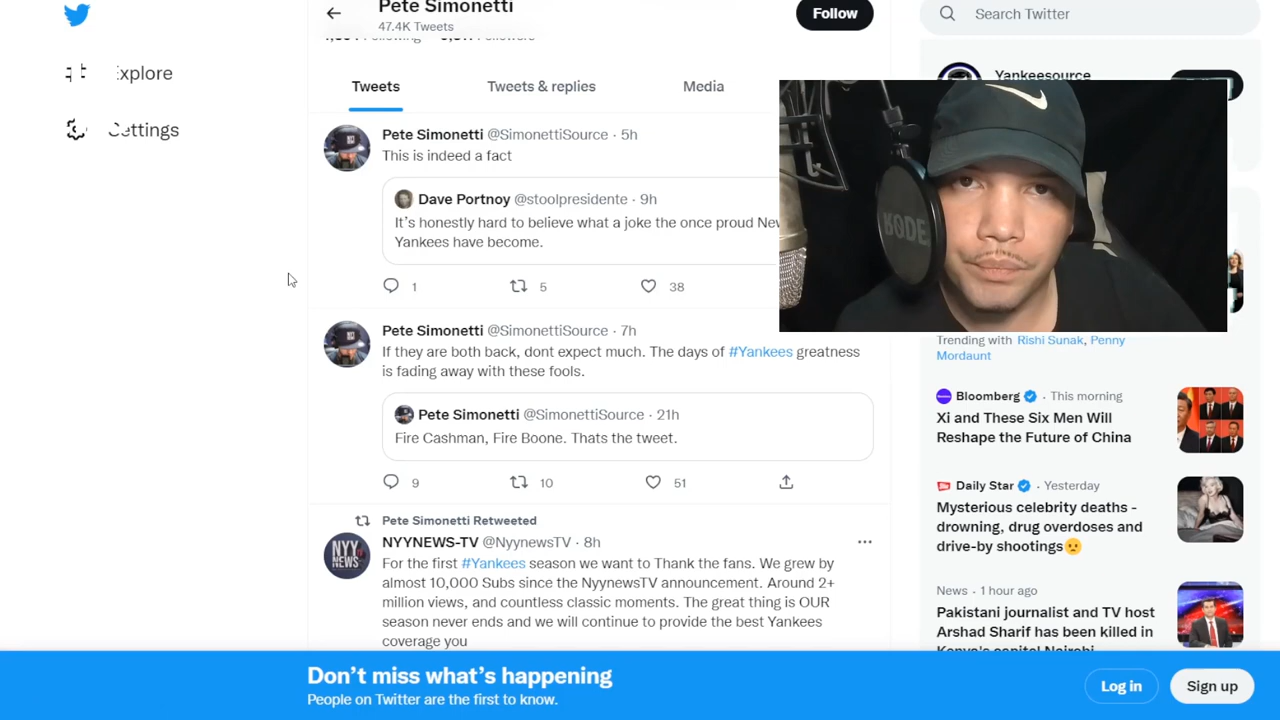 Pete Simonetti
47.4K Tweets
Follow
Search Twitter
Explore
Settings
Tweets
Tweets & replies
Media
Yankeesource
Pete Simonetti @SimonettiSource · 5h
This is indeed a fact
Dave Portnoy @stoolpresidente · 9h
It's honestly hard to believe what a joke the once proud
Yankees have become.
1
5
38
RØDE
Pete Simonetti @SimonettiSource · 7h
If they are both back, dont expect much. The days of #Yankees greatness
is fading away with these fools.
Pete Simonetti @SimonettiSource · 21h
Fire Cashman, Fire Boone. Thats the tweet.
9
10
51
Pete Simonetti Retweeted
NYY NEWS
NYYNEWS-TV @NyynewsTV · 8h
For the first #Yankees season we want to Thank the fans. We grew by
almost 10,000 Subs since the NyynewsTV announcement. Around 2+
million views, and countless classic moments. The great thing is OUR
season never ends and we will continue to provide the best Yankees
coverage you
Trending with Rishi Sunak, Penny
Mordaunt
Bloomberg · This morning
Xi and These Six Men Will
Reshape the Future of China
Daily Star · Yesterday
Mysterious celebrity deaths -
drowning, drug overdoses and
drive-by shootings😟
News · 1 hour ago
Pakistani journalist and TV host
Arshad Sharif has been killed in
Kenya's capital Nairobi
Don't miss what's happening
People on Twitter are the first to know.
Log in
Sign up